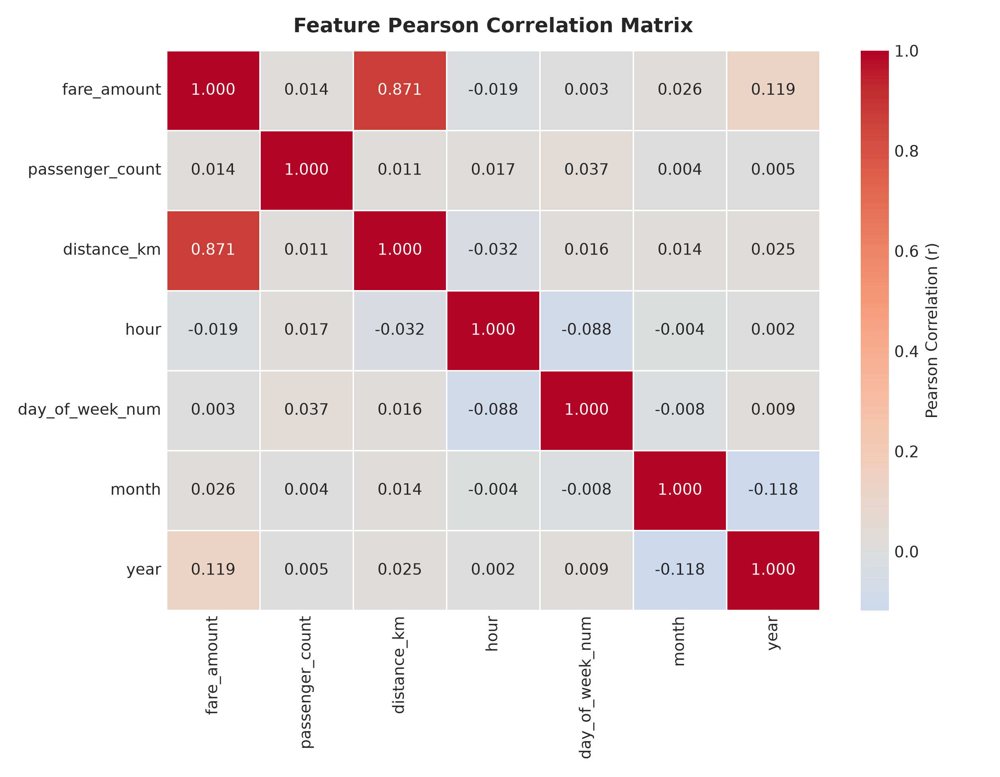 Feature Pearson Correlation Matrix
fare_amount 1.000 0.014 0.871 -0.019 0.003 0.026 0.119
passenger_count 0.014 1.000 0.011 0.017 0.037 0.004 0.005
distance_km 0.871 0.011 1.000 -0.032 0.016 0.014 0.025
hour -0.019 0.017 -0.032 1.000 -0.088 -0.004 0.002
day_of_week_num 0.003 0.037 0.016 -0.088 1.000 -0.008 0.009
month 0.026 0.004 0.014 -0.004 -0.008 1.000 -0.118
year 0.119 0.005 0.025 0.002 0.009 -0.118 1.000
fare_amount
passenger_count
distance_km
hour
day_of_week_num
month
year
1.0
0.8
0.6
0.4
0.2
0.0
Pearson Correlation (r)